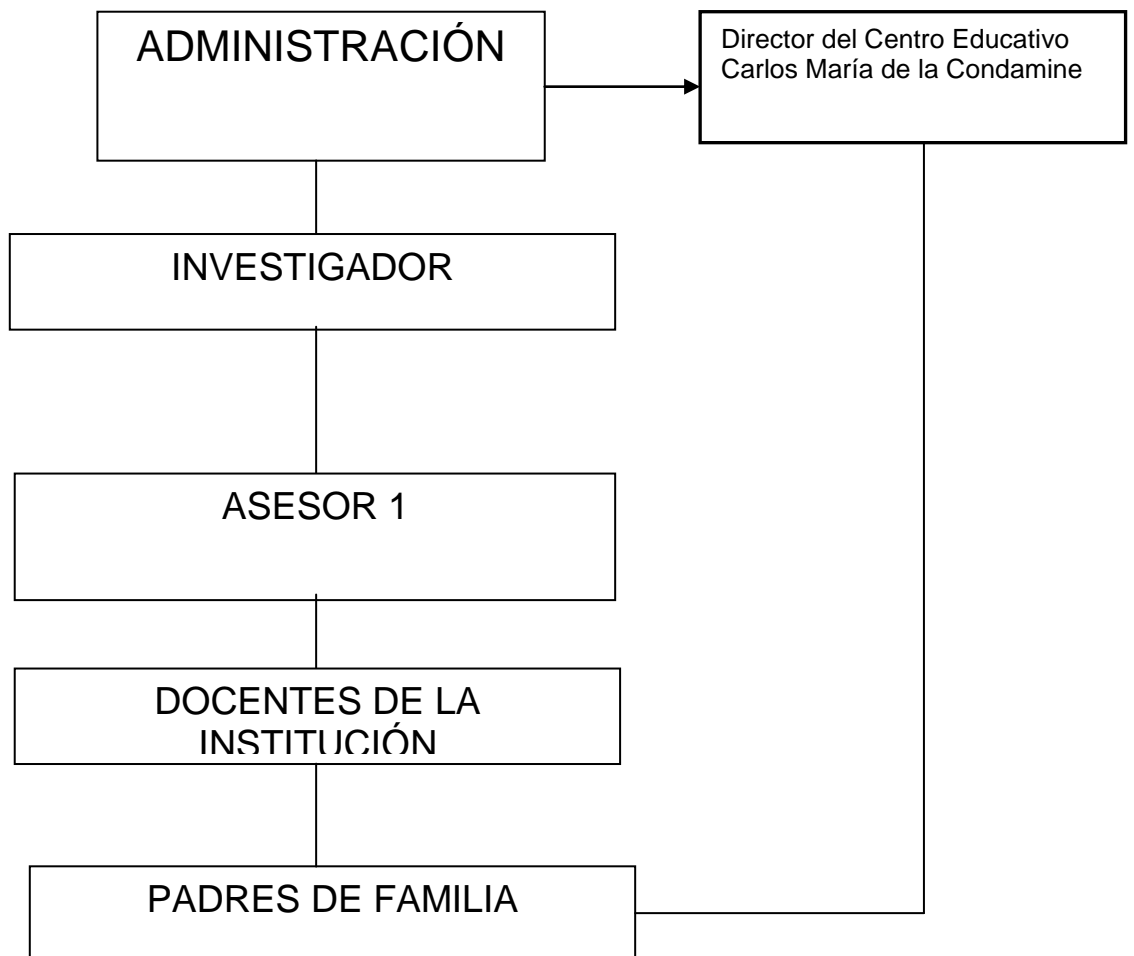 ADMINISTRACIÓN
Director del Centro Educativo
Carlos María de la Condamine
INVESTIGADOR
ASESOR 1
DOCENTES DE LA
INSTITUCIÓN
PADRES DE FAMILIA